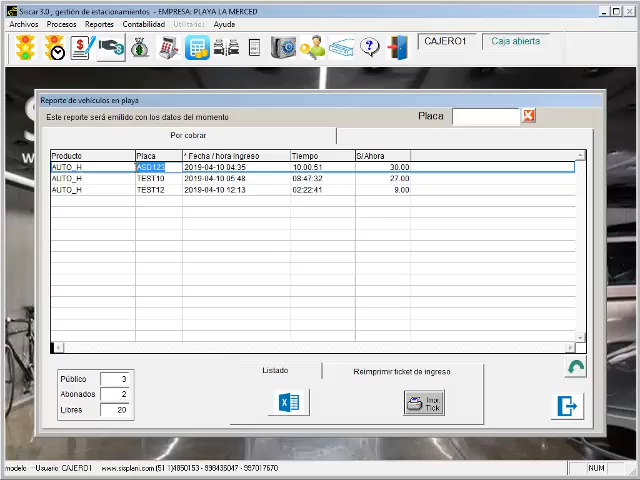 Siscar 3.0 , gestión de estacionamientos - EMPRESA: PLAYA LA MERCED
Archivos Procesos Reportes Contabilidad Utilitarios Ayuda
CAJERO1 Caja abierta
Reporte de vehículos en playa
Este reporte será emitido con los datos del momento
Placa
Por cobrar
Producto Placa * Fecha / hora ingreso Tiempo S/Ahora
AUTO_H ASD123 2019-04-10 04:35 10:00:51 30.00
AUTO_H TEST10 2019-04-10 05:48 08:47:32 27.00
AUTO_H TEST12 2019-04-10 12:13 02:22:41 9.00
Listado Reimprimir ticket de ingreso
Público 3
Abonados 2
Libres 20
Impr. Tick
modelo Usuario: CAJERO1 www.sisplani.com (51 1)4850153 - 998436047 - 997017670 NUM